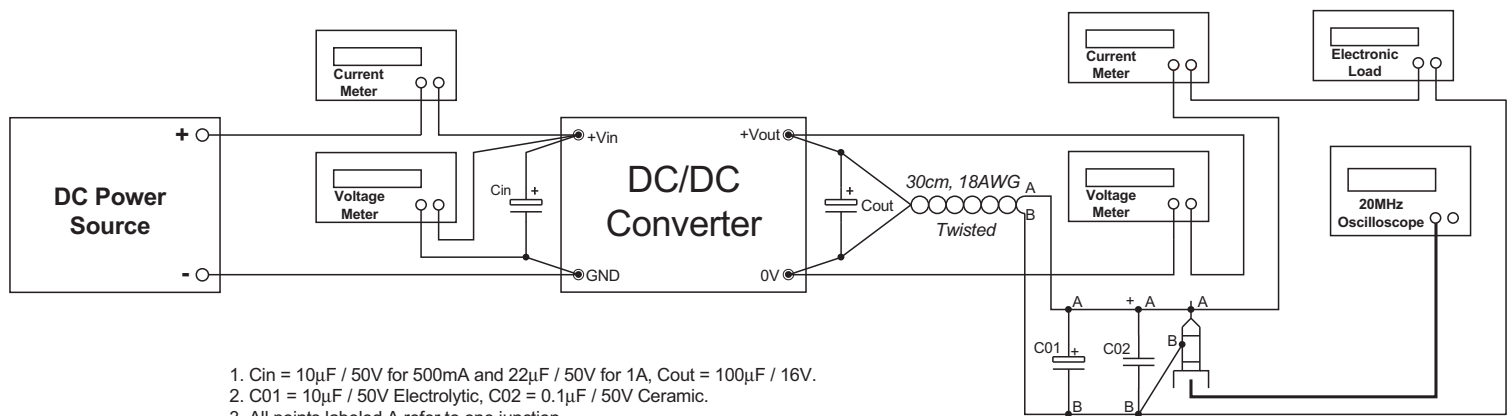 Current
Meter
Current
Meter
Electronic
Load
+
+Vin
+Vout
DC Power
Source
Voltage
Meter
Cin
+
DC/DC
Converter
+
Cout
30cm, 18AWG
A
B
Twisted
Voltage
Meter
20MHz
Oscilloscope
-
GND
0V
A
+
A
A
C01
+
C02
B
B
B
1. Cin = 10μF / 50V for 500mA and 22μF / 50V for 1A, Cout = 100μF / 16V.
2. C01 = 10μF / 50V Electrolytic, C02 = 0.1μF / 50V Ceramic.